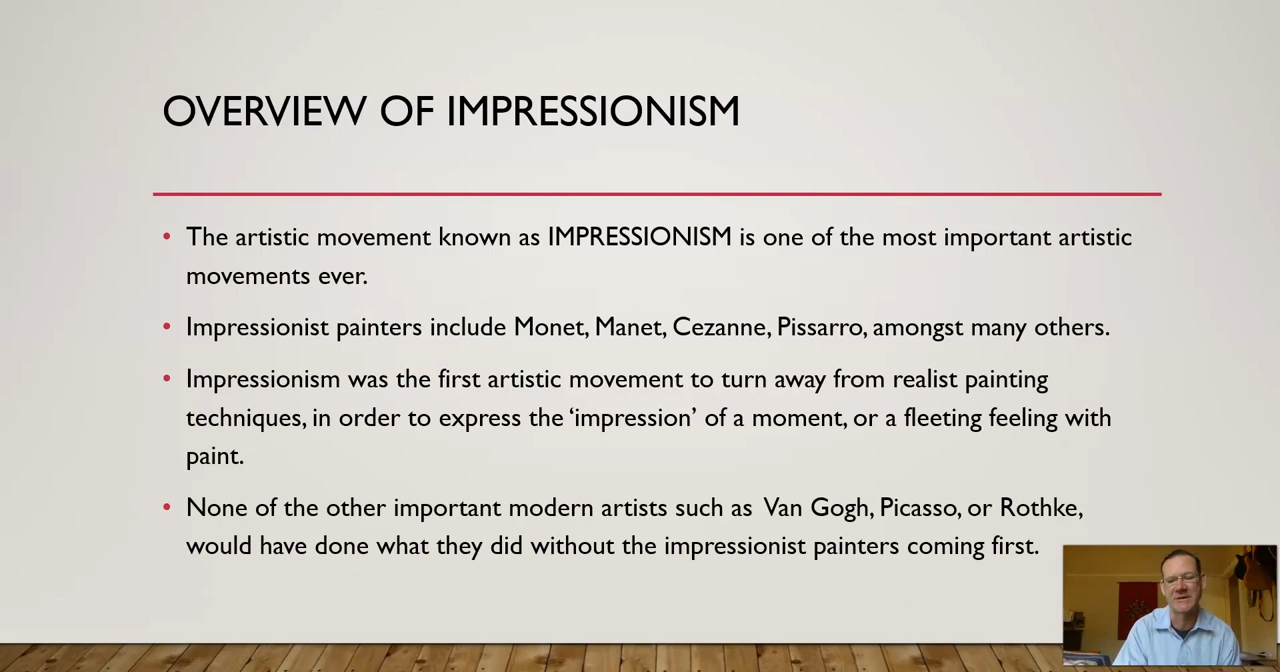 OVERVIEW OF IMPRESSIONISM
• The artistic movement known as IMPRESSIONISM is one of the most important artistic
movements ever.
• Impressionist painters include Monet, Manet, Cezanne, Pissarro, amongst many others.
• Impressionism was the first artistic movement to turn away from realist painting
techniques, in order to express the ‘impression’ of a moment, or a fleeting feeling with
paint.
• None of the other important modern artists such as  Van Gogh, Picasso, or Rothke,
would have done what they did without the impressionist painters coming first.